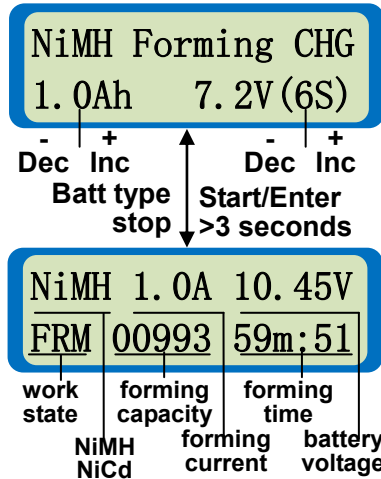 NiMH Forming CHG
1.0Ah 7.2V(6S)
- + - +
Dec Inc Dec Inc
Batt type Start/Enter
stop >3 seconds
NiMH 1.0A 10.45V
FRM 00993 59m:51
work forming forming
state capacity time
NiMH forming battery
NiCd current voltage